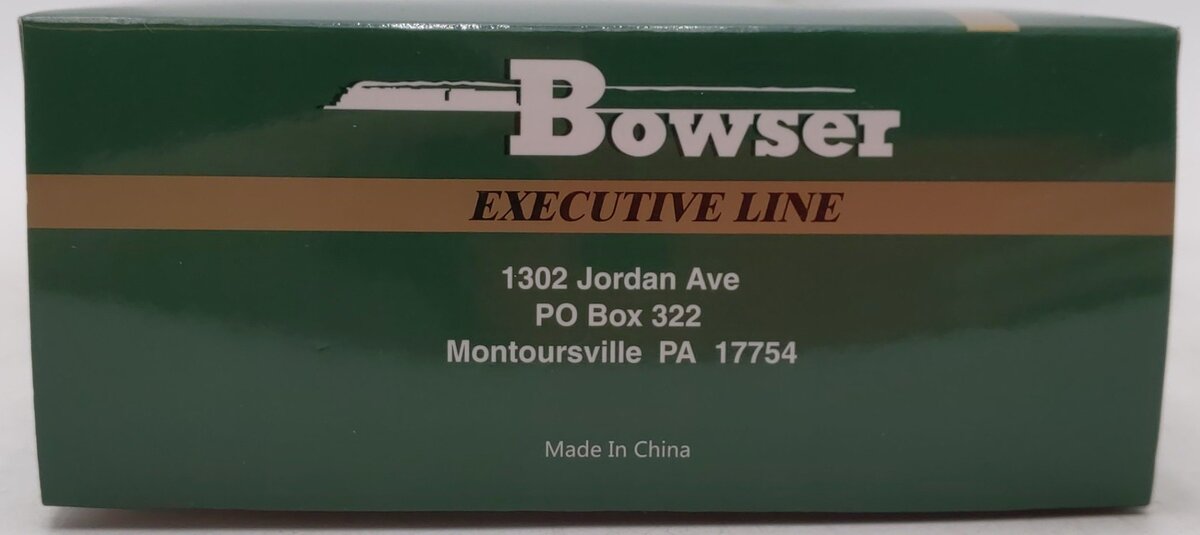 Bowser
EXECUTIVE LINE
1302 Jordan Ave
PO Box 322
Montoursville PA 17754
Made In China